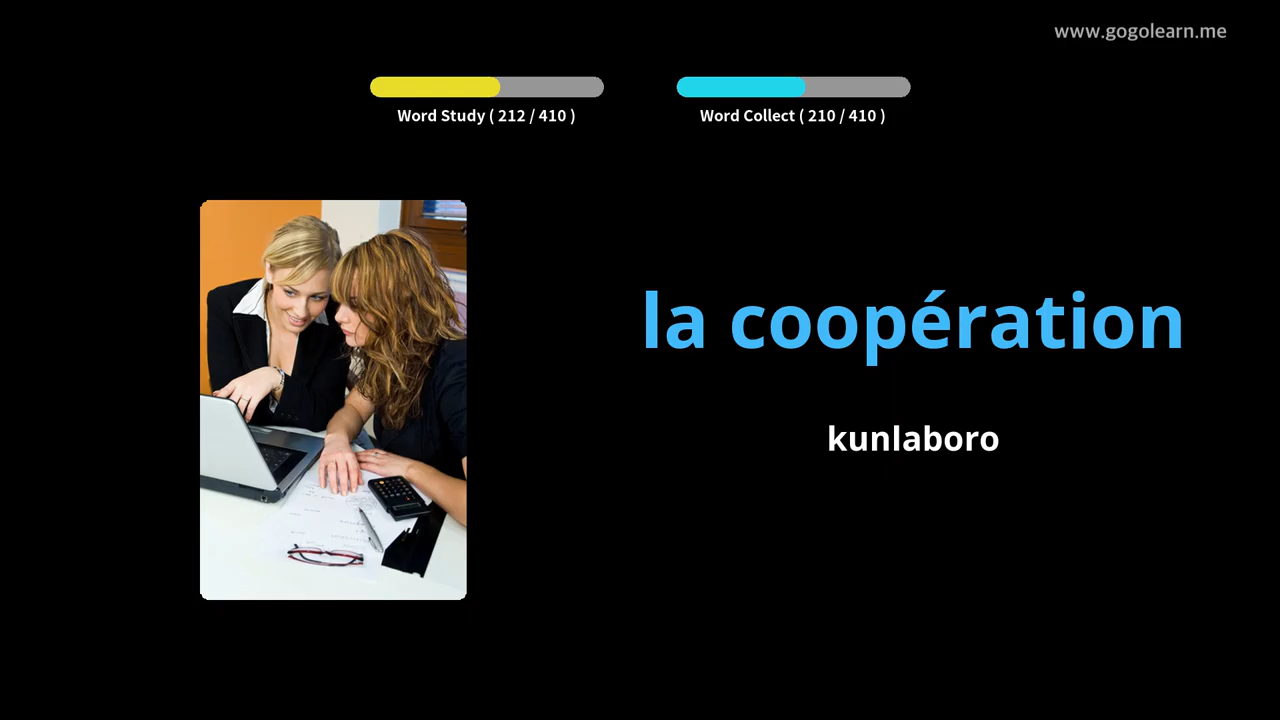 www.gogolearn.me
Word Study ( 212 / 410 )
Word Collect ( 210 / 410 )
la coopération
kunlaboro